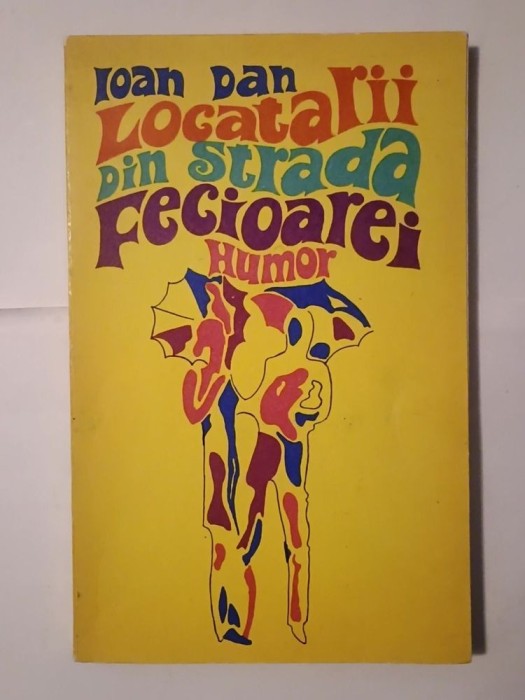 Ioan Dan
Locatarii
din strada
Fecioarei
Humor